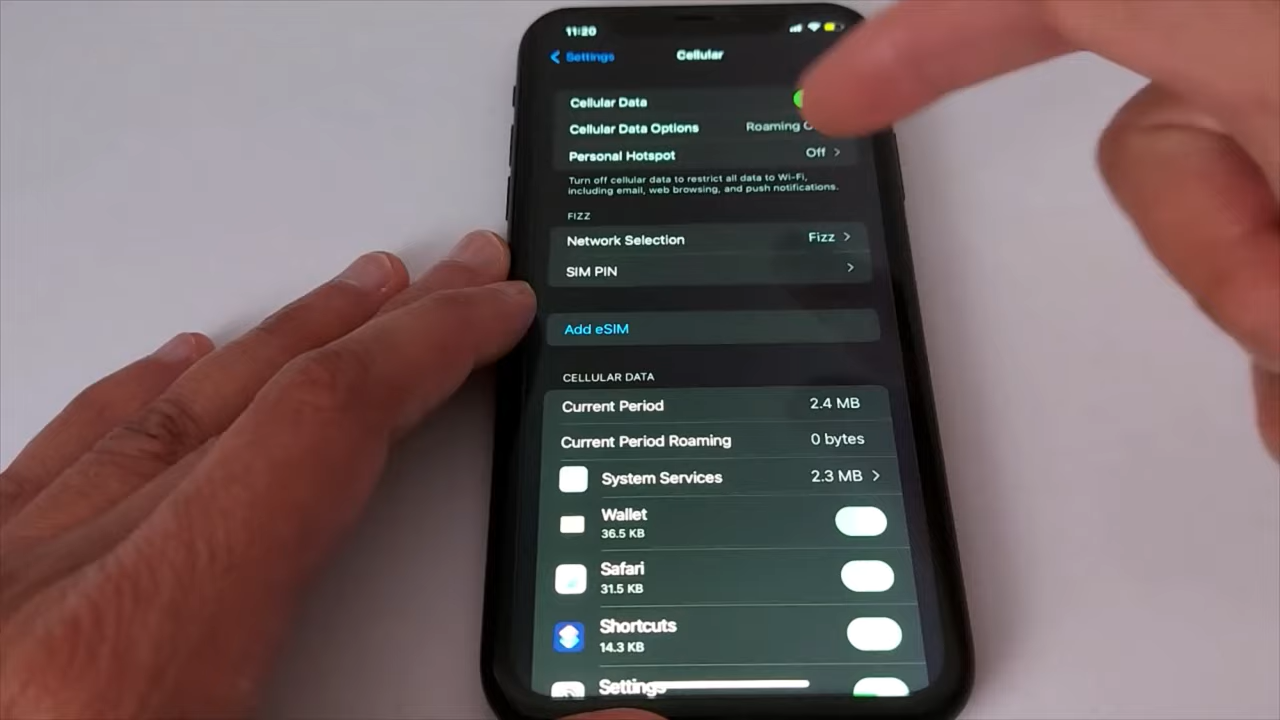 11:20
Settings
Cellular
Cellular Data
Cellular Data Options
Roaming
Personal Hotspot
Off
Turn off cellular data to restrict all data to Wi-Fi,
including email, web browsing, and push notifications.
FIZZ
Network Selection
Fizz
SIM PIN
Add eSIM
CELLULAR DATA
Current Period
2.4 MB
Current Period Roaming
0 bytes
System Services
2.3 MB
Wallet
36.5 KB
Safari
31.5 KB
Shortcuts
14.3 KB
Settings